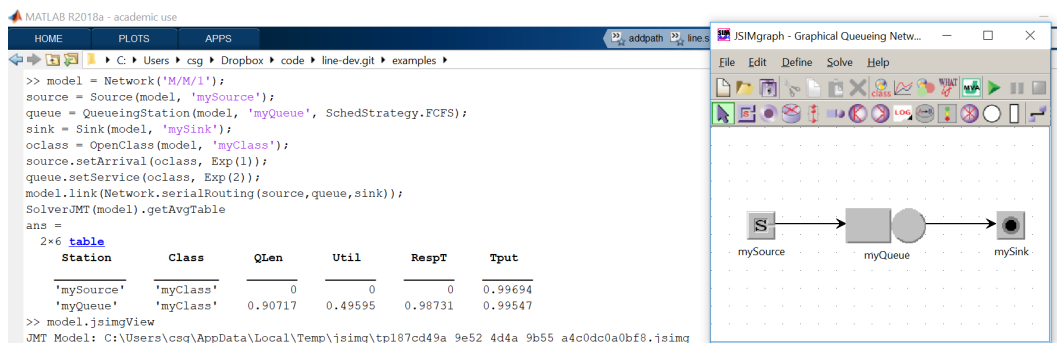 MATLAB R2018a - academic use
HOME PLOTS APPS addpath line.s
C: Users csg Dropbox code line-dev.git examples
>> model = Network('M/M/1');
source = Source(model, 'mySource');
queue = QueueingStation(model, 'myQueue', SchedStrategy.FCFS);
sink = Sink(model, 'mySink');
oclass = OpenClass(model, 'myClass');
source.setArrival(oclass, Exp(1));
queue.setService(oclass, Exp(2));
model.link(Network.serialRouting(source,queue,sink));
SolverJMT(model).getAvgTable
ans =
2×6 table
Station Class QLen Util RespT Tput
'mySource' 'myClass' 0 0 0 0.99694
'myQueue' 'myClass' 0.90717 0.49595 0.98731 0.99547
>> model.jsimgView
JMT Model: C:\Users\csg\AppData\Local\Temp\jsimg\tp187cd49a_9e52_4d4a_9b55_a4c0dc0a0bf8.jsimg
JSIMgraph - Graphical Queueing Netw...
File Edit Define Solve Help
class WHAT IF MVA
LOG
S
mySource myQueue mySink